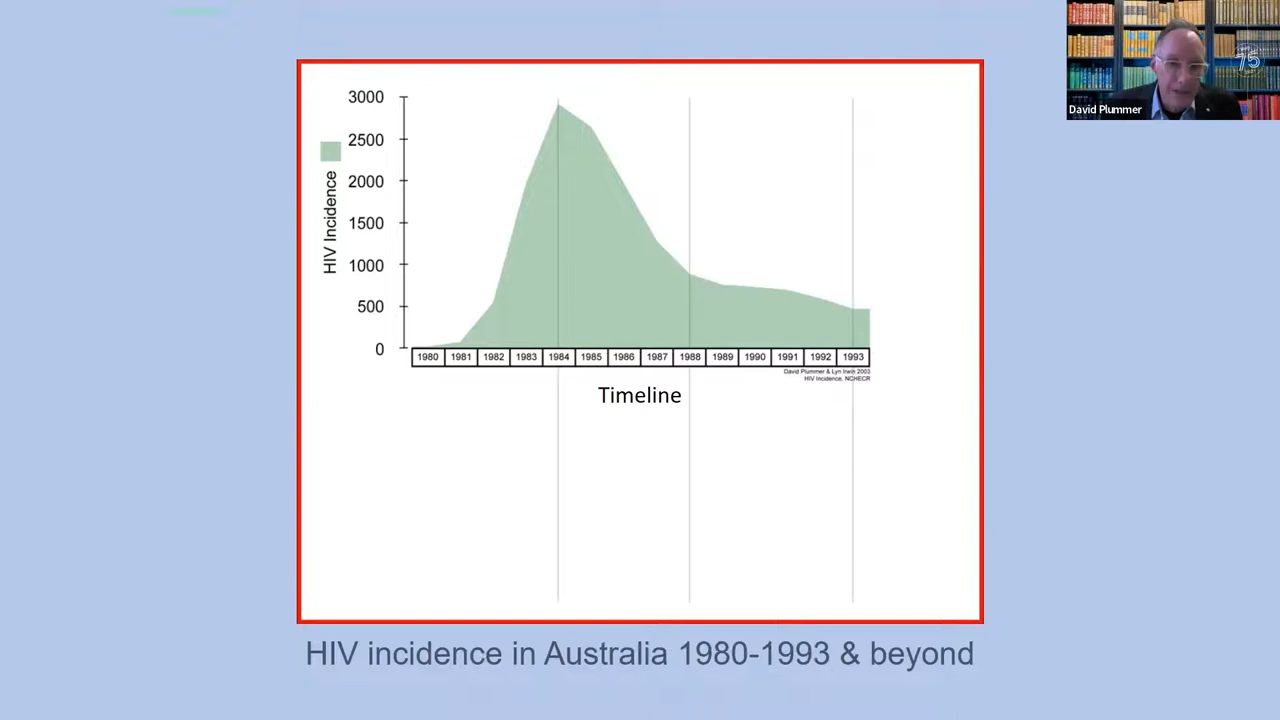 75
David Plummer
3000
2500
2000
1500
1000
500
0
HIV Incidence
1980 1981 1982 1983 1984 1985 1986 1987 1988 1989 1990 1991 1992 1993
David Plummer & Lyn Irwin 2003
HIV Incidence, NCHECR
Timeline
HIV incidence in Australia 1980-1993 & beyond